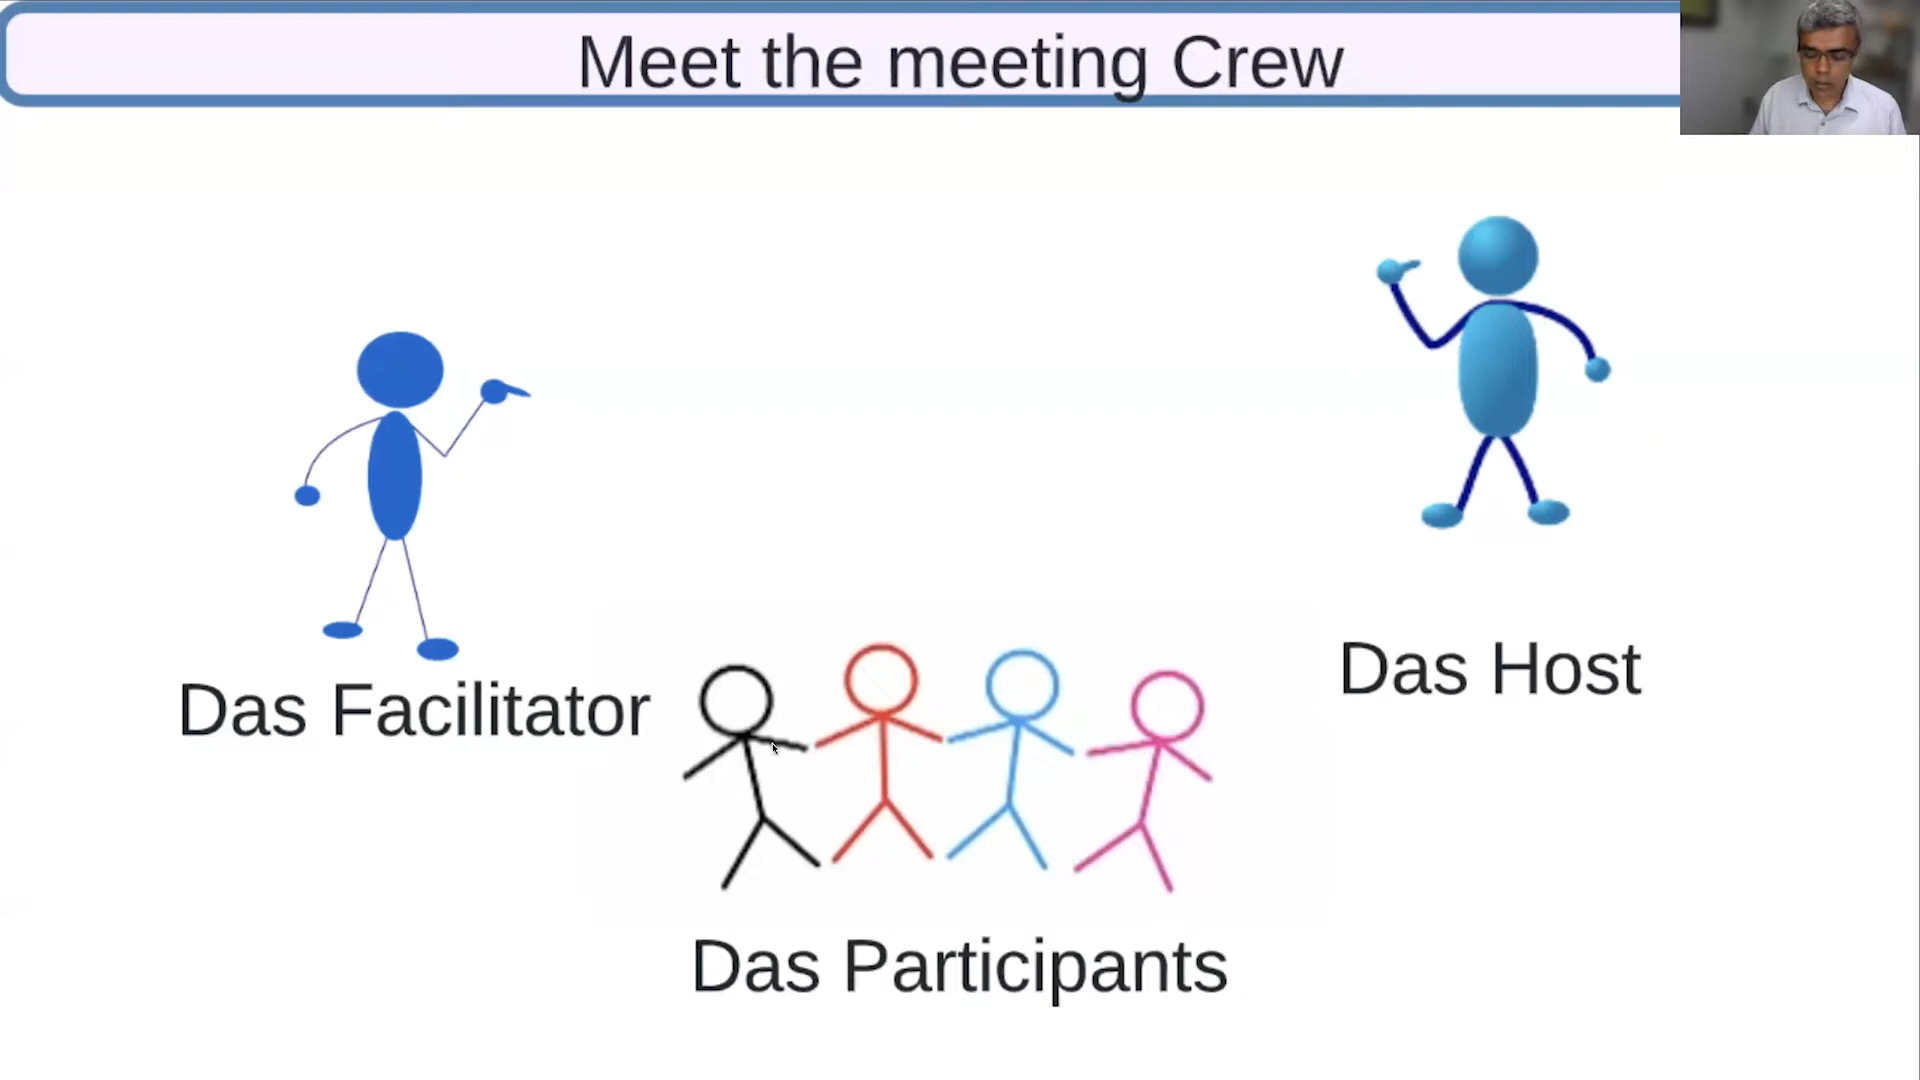 Meet the meeting Crew
Das Facilitator
Das Host
Das Participants